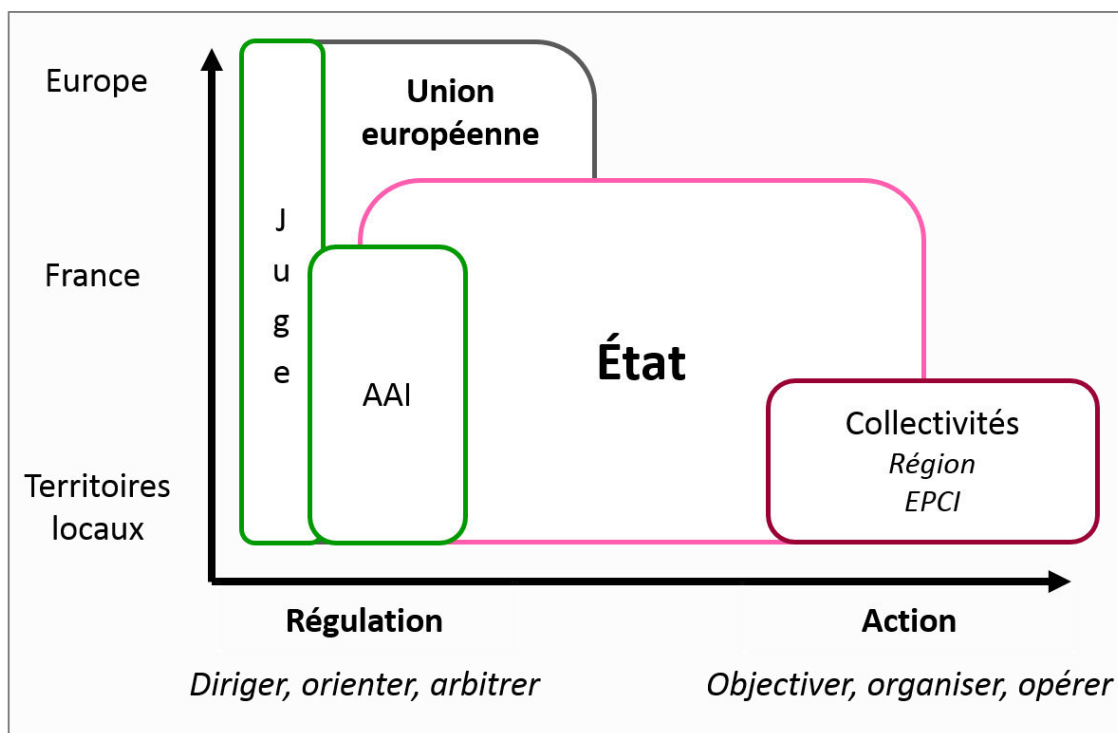 Europe
Union
européenne
J
u
g
e
France
État
AAI
Collectivités
Région
EPCI
Territoires
locaux
Régulation
Action
Diriger, orienter, arbitrer
Objectiver, organiser, opérer